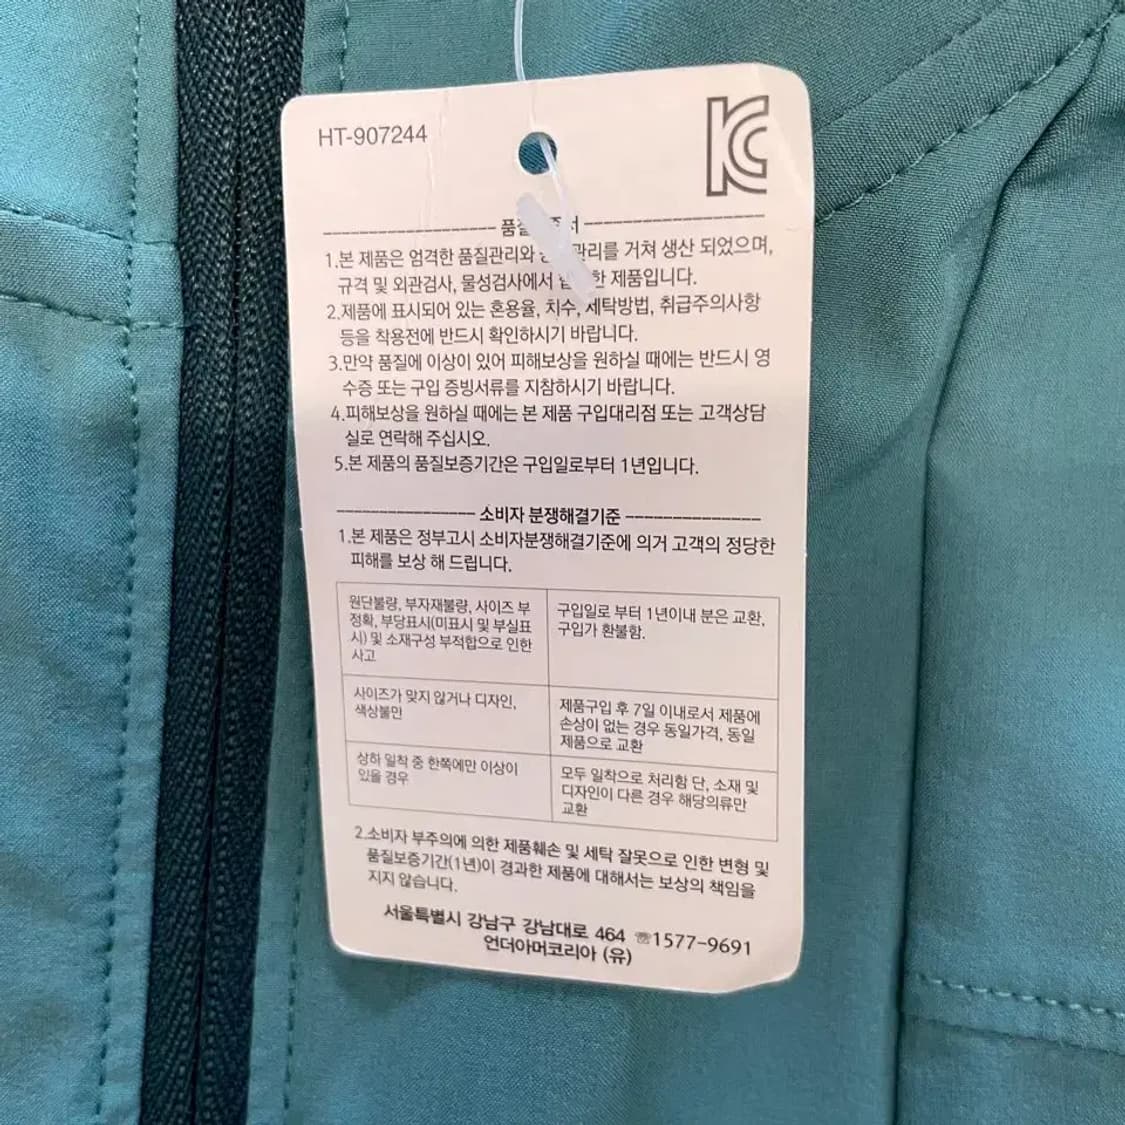 HT-907244
KC
1.본 제품은 엄격한 품질관리와 관리를 거쳐 생산 되었으며,
규격 및 외관검사, 물성검사에서 한 제품입니다.
2.제품에 표시되어 있는 혼용율, 치수, 세탁방법, 취급주의사항
등을 착용전에 반드시 확인하시기 바랍니다.
3.만약 품질에 이상이 있어 피해보상을 원하실 때에는 반드시 영
수증 또는 구입 증빙서류를 지참하시기 바랍니다.
4.피해보상을 원하실 때에는 본 제품 구입대리점 또는 고객상담
실로 연락해 주십시오.
5.본 제품의 품질보증기간은 구입일로부터 1년입니다.
소비자 분쟁해결기준
1.본 제품은 정부고시 소비자분쟁해결기준에 의거 고객의 정당한
피해를 보상 해 드립니다.
원단불량, 부자재불량, 사이즈 부
정확, 부당표시(미표시 및 부실표
시) 및 소재구성 부적합으로 인한
사고
구입일로 부터 1년이내 분은 교환,
구입가 환불함.
사이즈가 맞지 않거나 디자인,
색상불만
제품구입 후 7일 이내로서 제품에
손상이 없는 경우 동일가격, 동일
제품으로 교환
상하 일착 중 한쪽에만 이상이
있을 경우
모두 일착으로 처리함 단, 소재 및
디자인이 다른 경우 해당의류만
교환
2.소비자 부주의에 의한 제품훼손 및 세탁 잘못으로 인한 변형 및
품질보증기간(1년)이 경과한 제품에 대해서는 보상의 책임을
지지 않습니다.
서울특별시 강남구 강남대로 464 ☏1577-9691
언더아머코리아 (유)